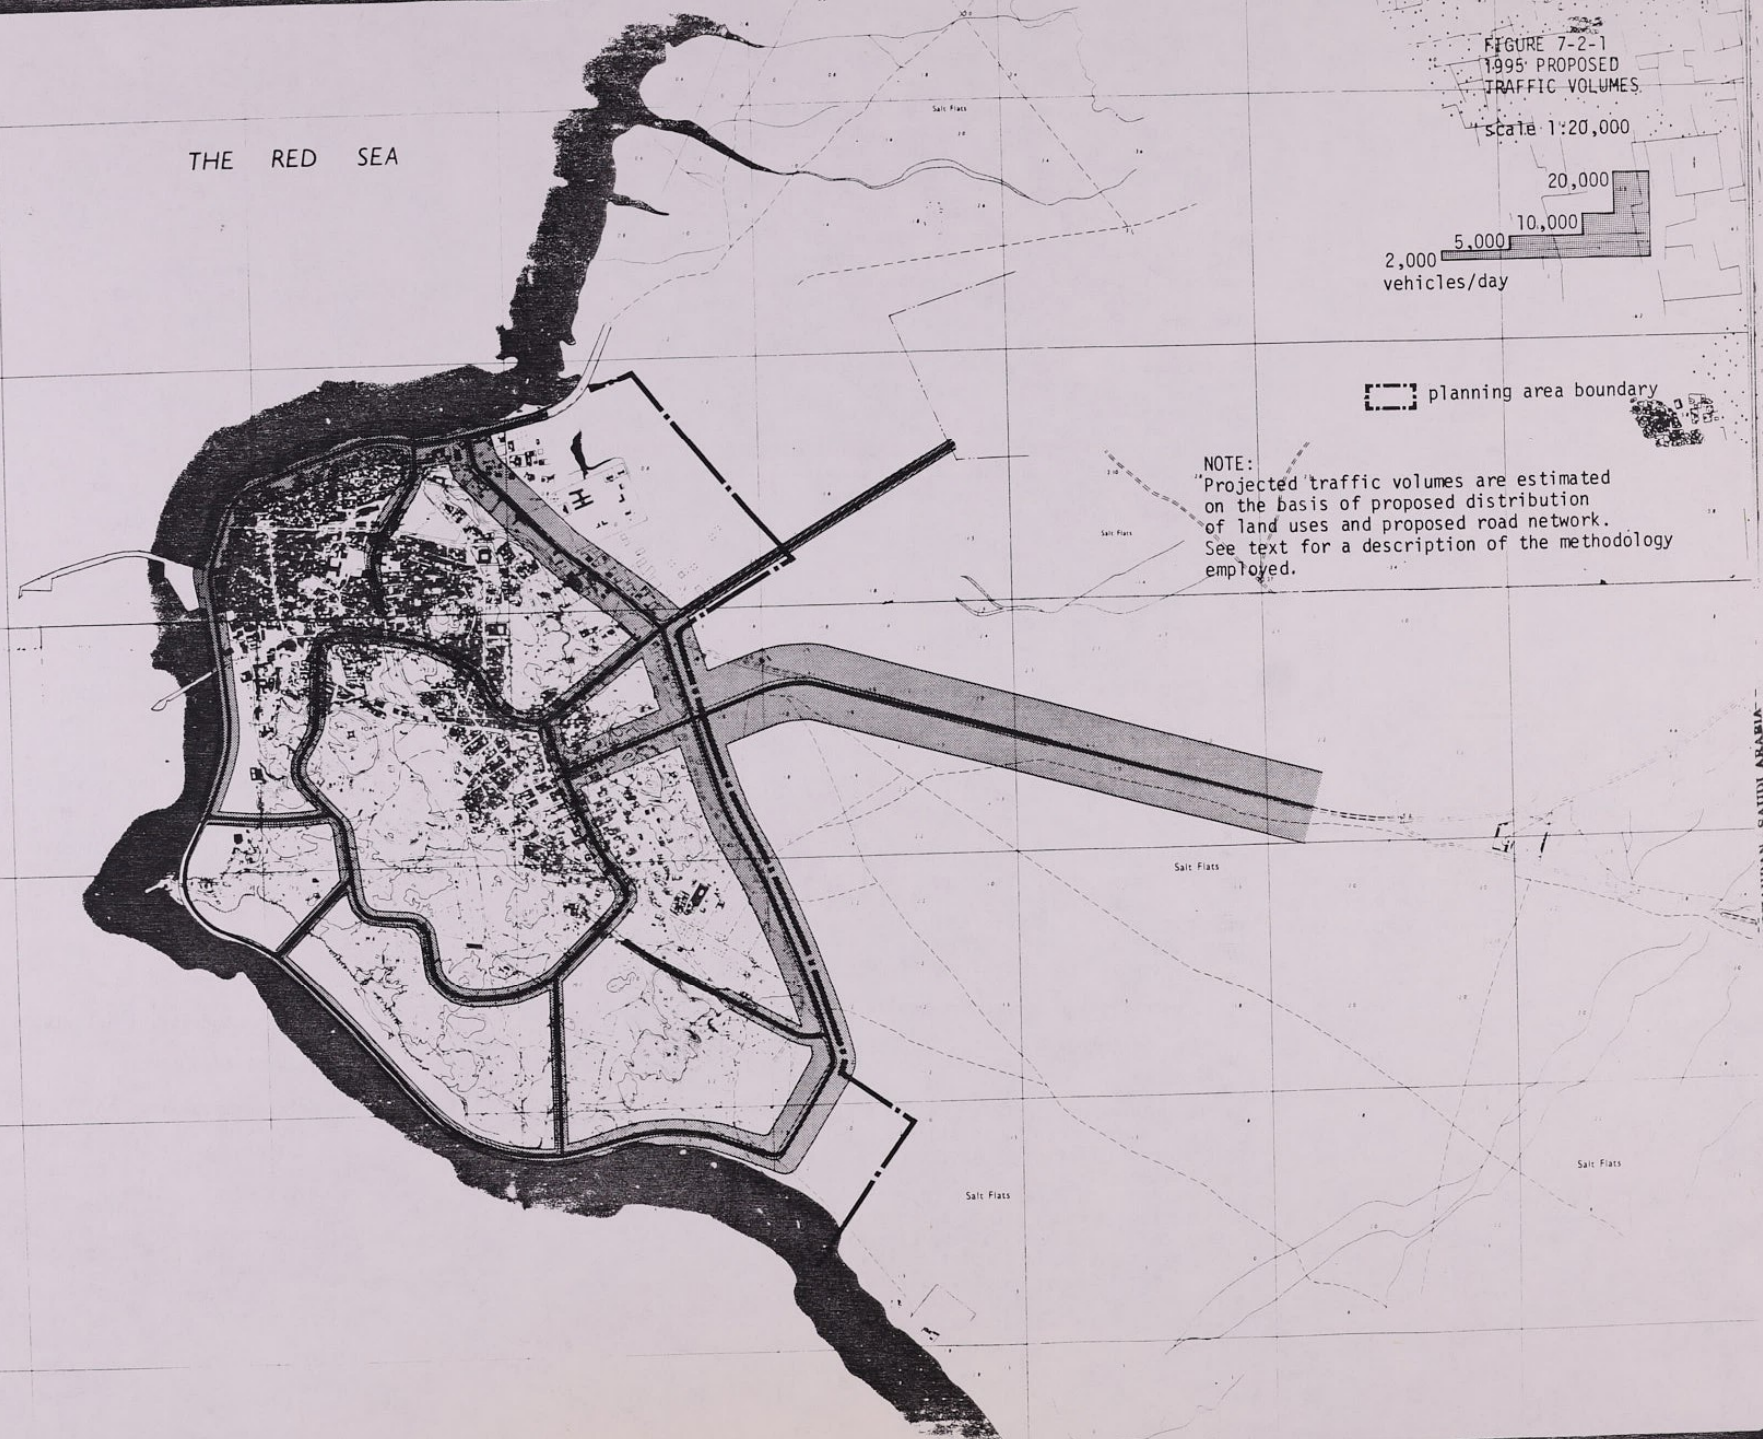 FIGURE 7-2-1
1995 PROPOSED
TRAFFIC VOLUMES
scale 1:20,000
THE RED SEA
Salt Flats
20,000
10,000
5,000
2,000
vehicles/day
planning area boundary
NOTE:
Projected traffic volumes are estimated
on the basis of proposed distribution
of land uses and proposed road network.
See text for a description of the methodology
employed.
Salt Flats
Salt Flats
Salt Flats
Salt Flats